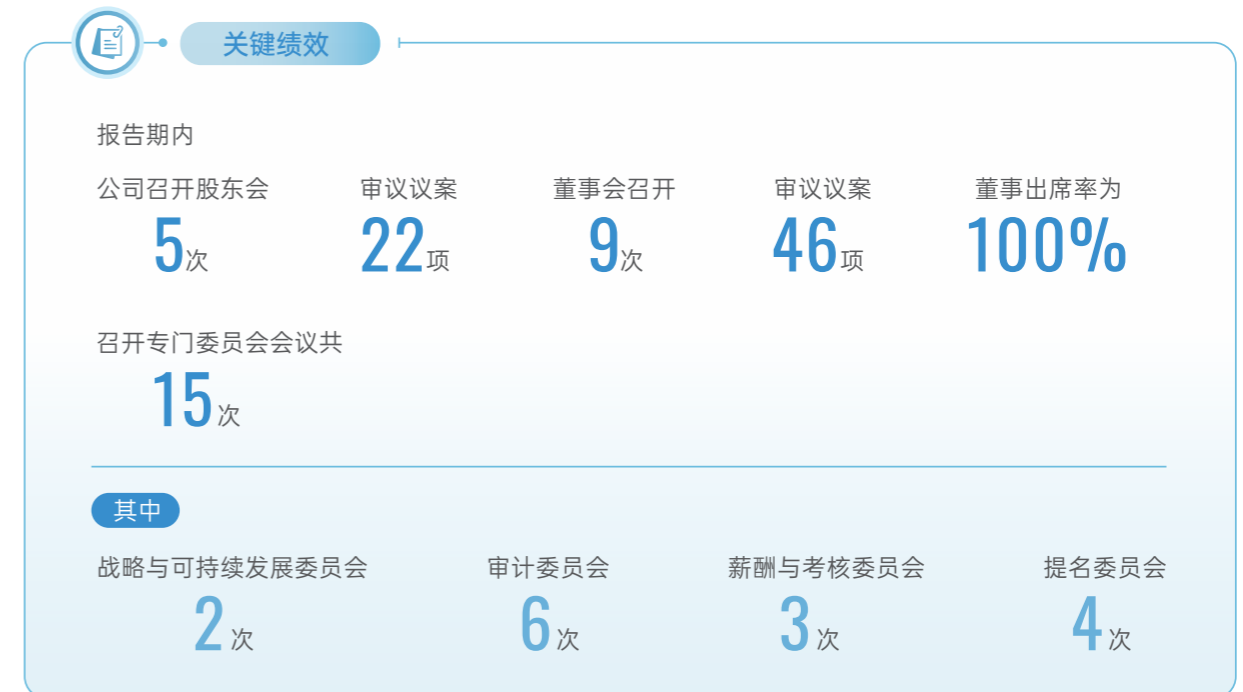 关键绩效
报告期内
公司召开股东会 审议议案 董事会召开 审议议案 董事出席率为
5次 22项 9次 46项 100%
召开专门委员会会议共
15次
其中
战略与可持续发展委员会 审计委员会 薪酬与考核委员会 提名委员会
2次 6次 3次 4次